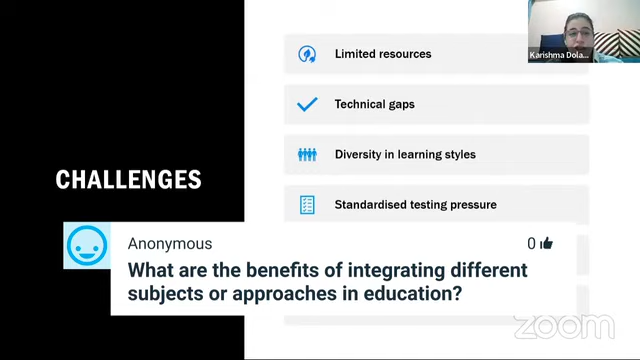 Karishma Dola...
Limited resources
Technical gaps
Diversity in learning styles
CHALLENGES
Standardised testing pressure
Anonymous
0
What are the benefits of integrating different
subjects or approaches in education?
zoom